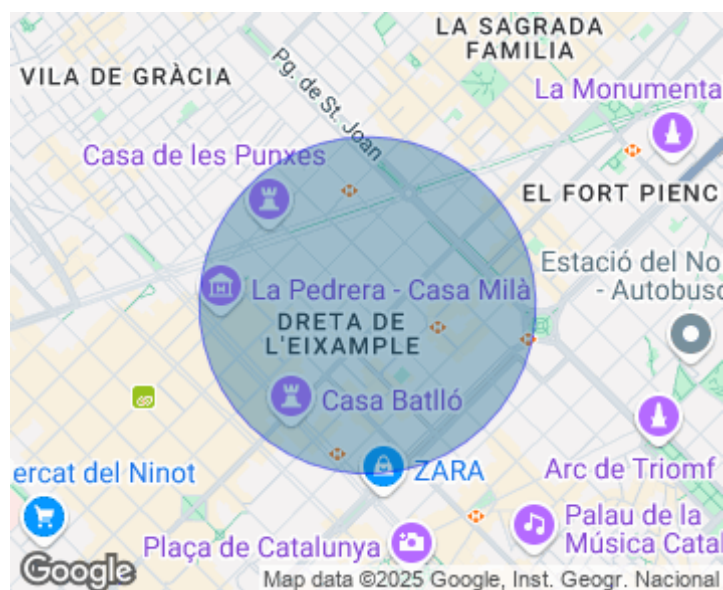 LA SAGRADA
FAMILIA
VILA DE GRÀCIA
Pg. de St. Joan
La Monumenta
Casa de les Punxes
EL FORT PIENC
Estació del No
- Autobusc
La Pedrera - Casa Milà
DRETA DE
L'EIXAMPLE
Casa Batlló
ercat del Ninot
ZARA
Arc de Triomf
Plaça de Catalunya
Palau de la
Música Catal
Google
Map data ©2025 Google, Inst. Geogr. Nacional